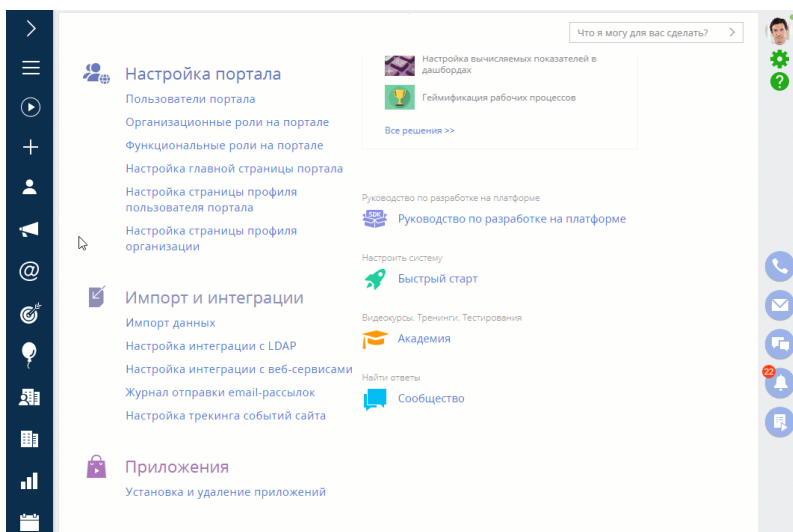 Что я могу для вас сделать?
Настройка портала
Пользователи портала
Организационные роли на портале
Функциональные роли на портале
Настройка главной страницы портала
Настройка страницы профиля
пользователя портала
Настройка страницы профиля
организации
Импорт и интеграции
Импорт данных
Настройка интеграции с LDAP
Настройка интеграции с веб-сервисами
Журнал отправки email-рассылок
Настройка трекинга событий сайта
Приложения
Установка и удаление приложений
Настройка вычисляемых показателей в
дашбордах
Геймификация рабочих процессов
Все решения >>
Руководство по разработке на платформе
SDK
Руководство по разработке на платформе
Настроить систему
Быстрый старт
Видеокурсы. Тренинги. Тестирования
Академия
Найти ответы
Сообщество
22